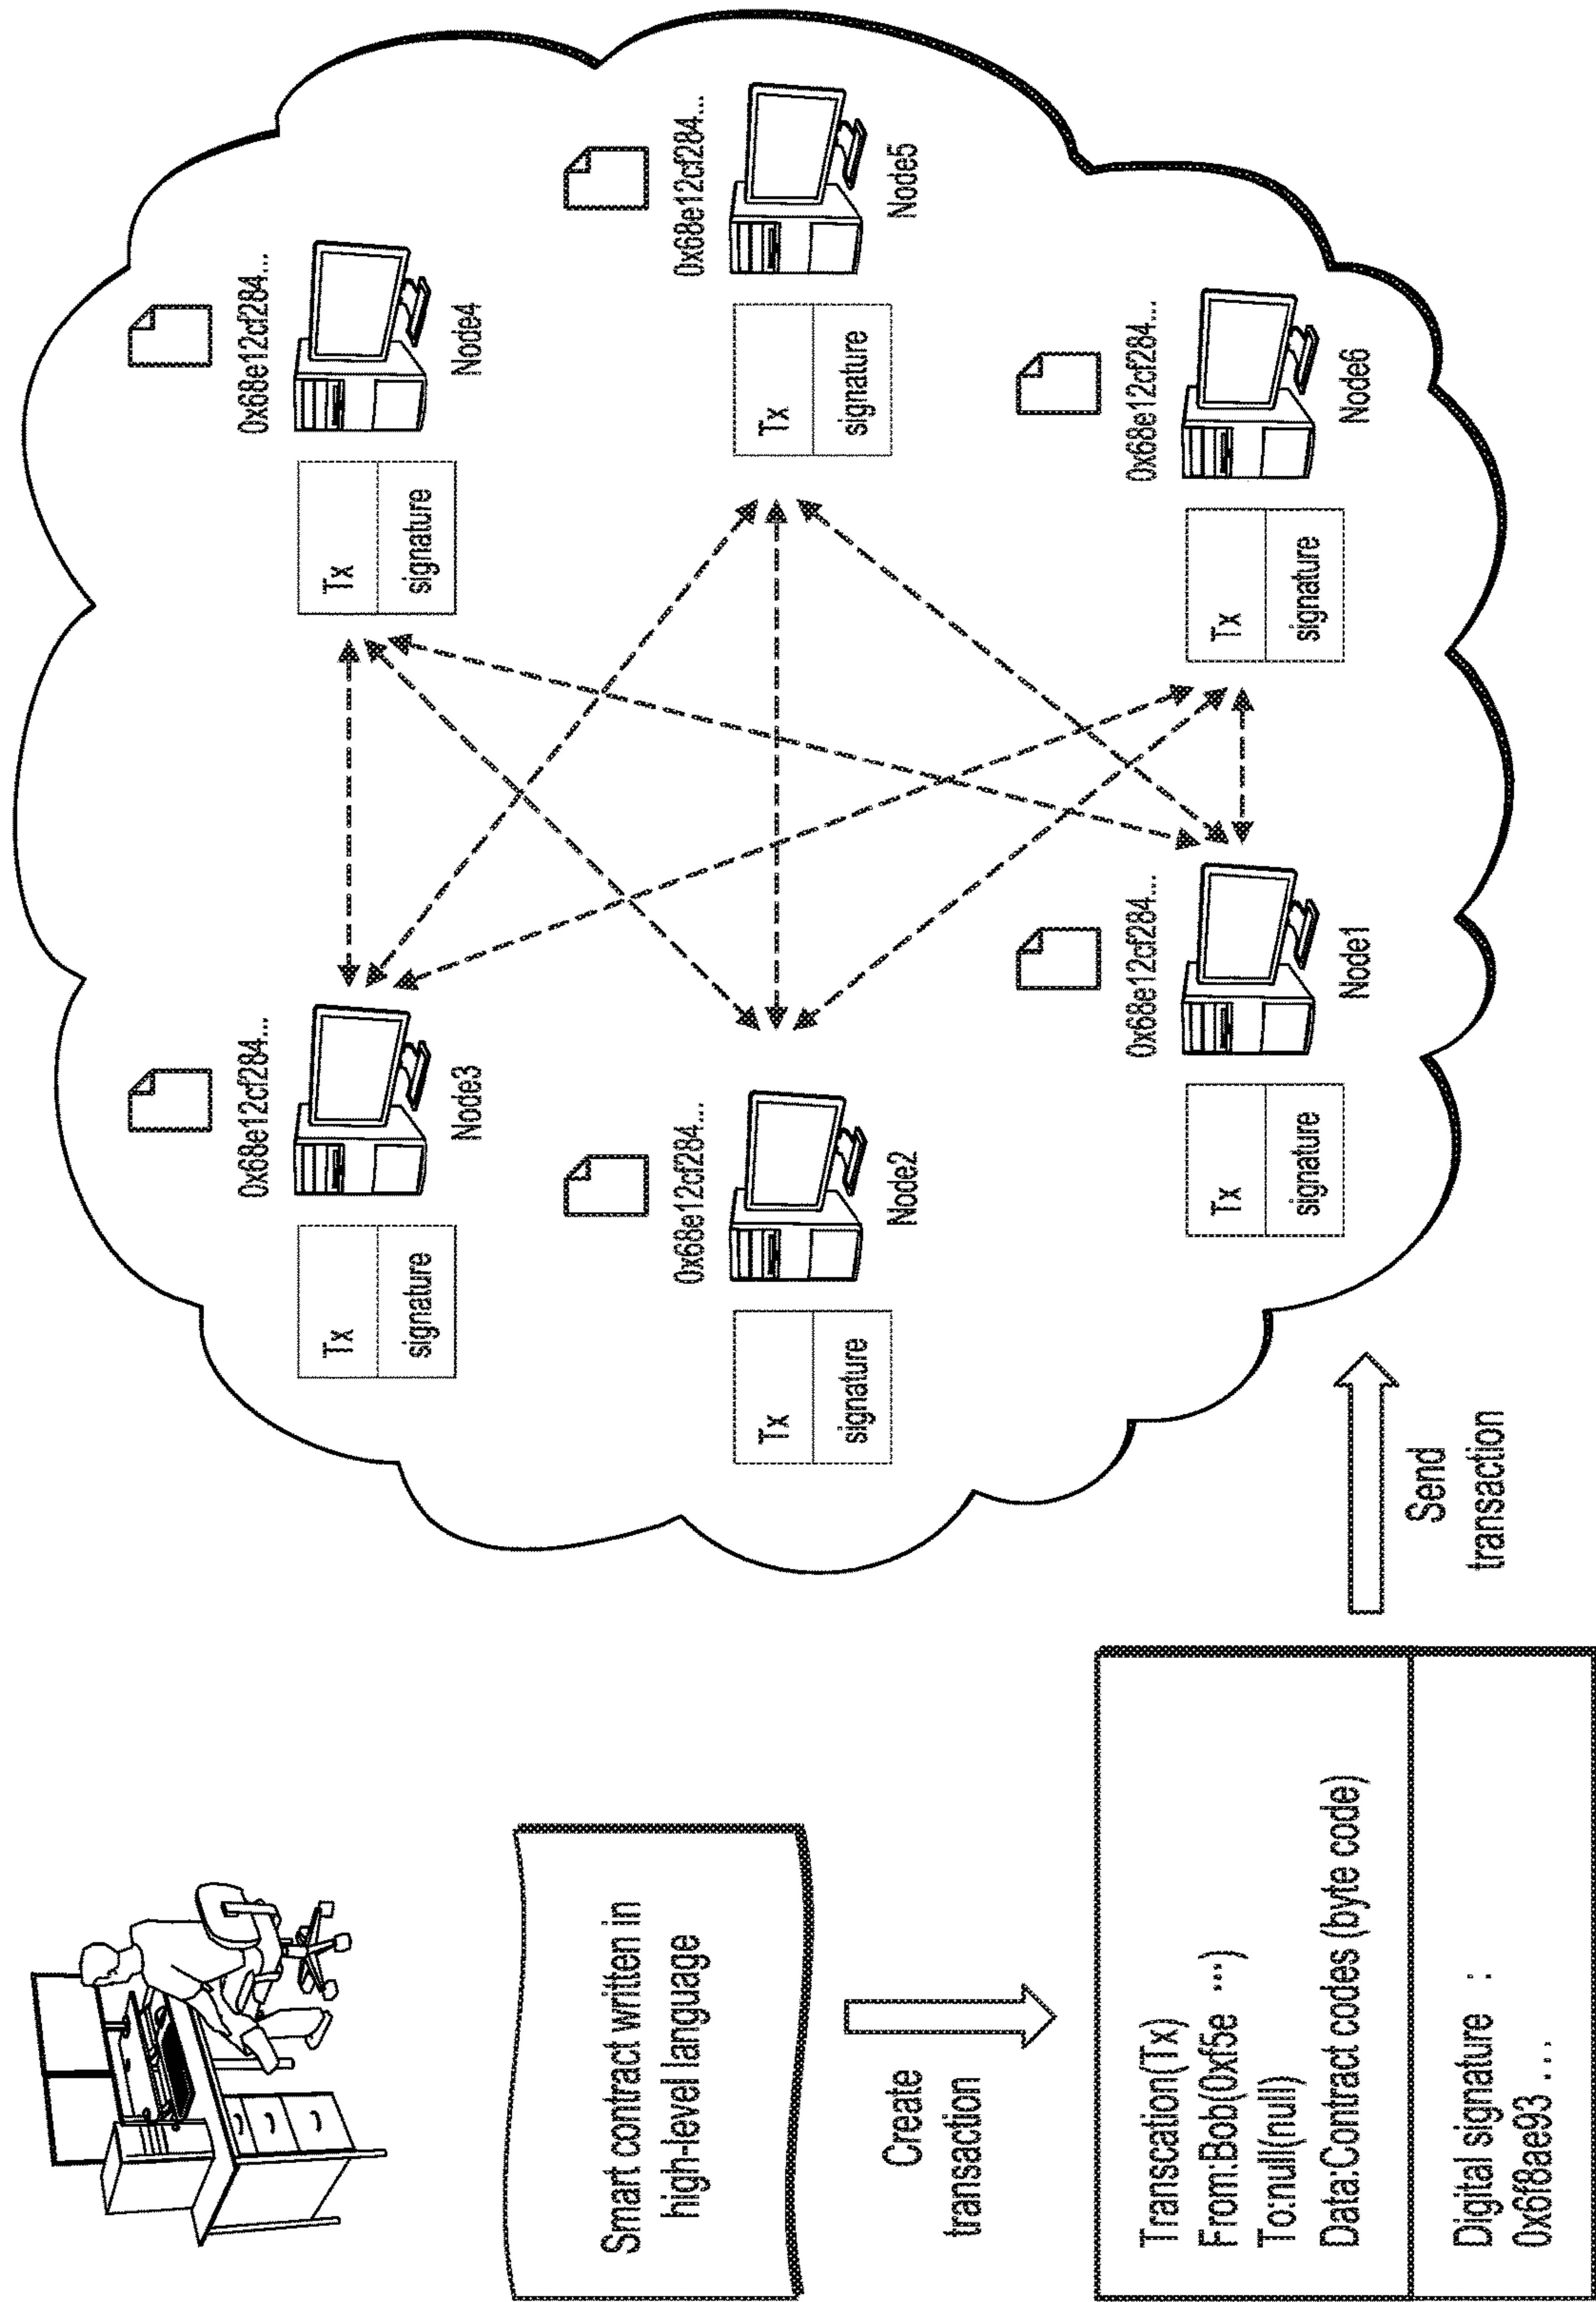 Smart contract written in
high-level language
Create
transaction
Transcation(Tx)
From:Bob(0xf5e ...)
To:null(null)
Data:Contract codes (byte code)
Digital signature :
0x6f8ae93 ...
Send
transaction
0x68e12cf284...
Tx
signature
Node3
0x68e12cf284...
Tx
signature
Node4
0x68e12cf284...
Tx
signature
Node2
0x68e12cf284...
Tx
signature
Node5
0x68e12cf284...
Tx
signature
Node1
0x68e12cf284...
Tx
signature
Node6